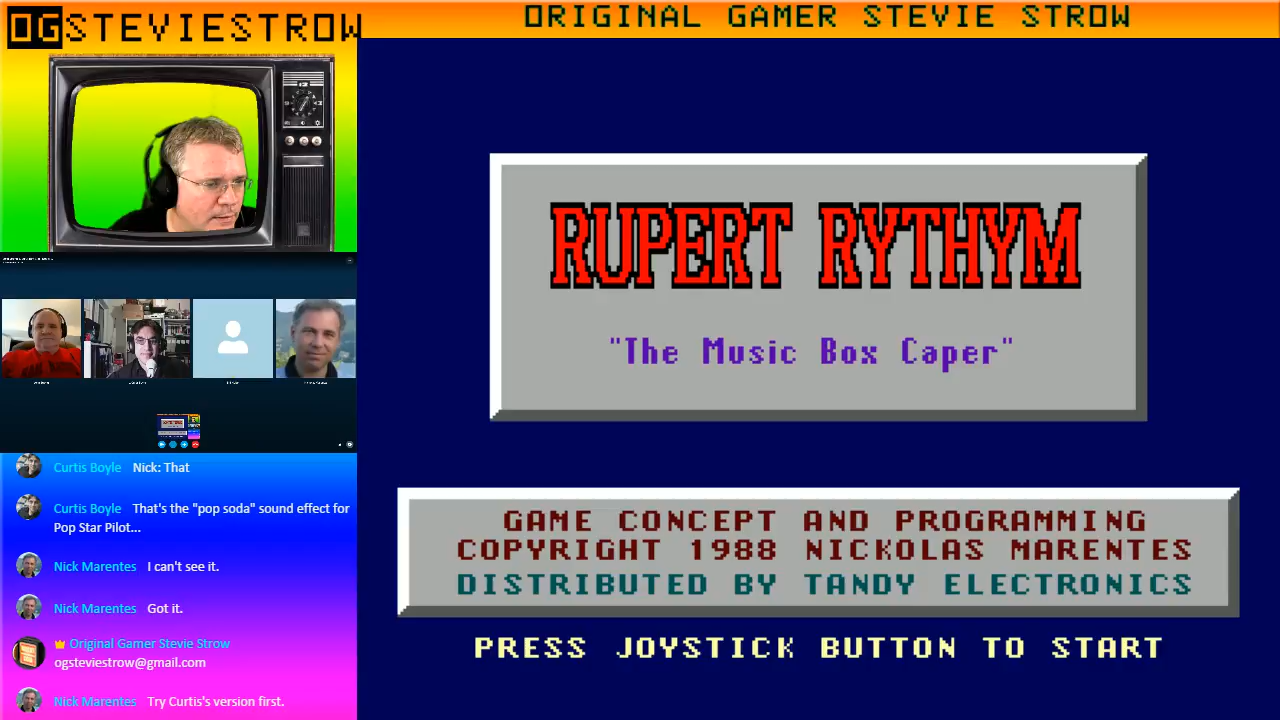 OGSTEVIESTROW
ORIGINAL GAMER STEVIE STROW
RUPERT RYTHYM
"The Music Box Caper"
GAME CONCEPT AND PROGRAMMING
COPYRIGHT 1988 NICKOLAS MARENTES
DISTRIBUTED BY TANDY ELECTRONICS
PRESS JOYSTICK BUTTON TO START
Curtis Boyle Nick: That
Curtis Boyle That's the "pop soda" sound effect for
Pop Star Pilot...
Nick Marentes I can't see it.
Nick Marentes Got it.
Original Gamer Stevie Strow
ogsteviestrow@gmail.com
Nick Marentes Try Curtis's version first.